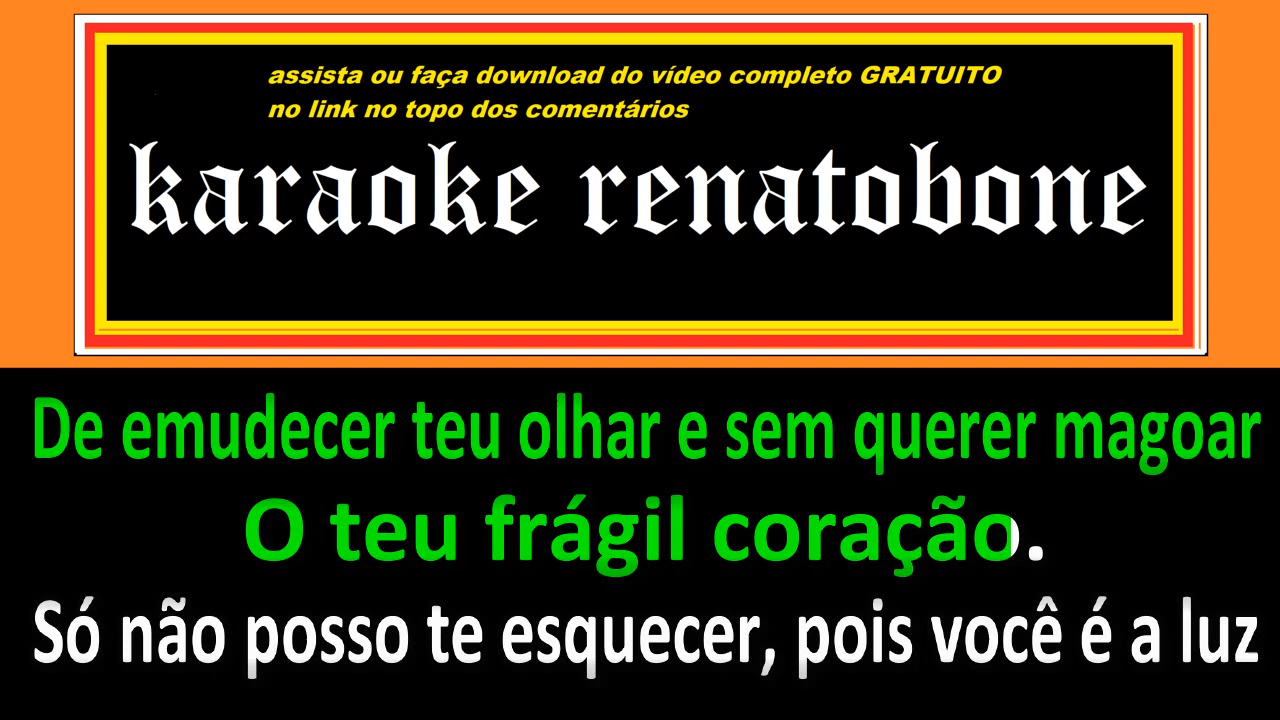 assista ou faça download do vídeo completo GRATUITO
no link no topo dos comentários
karaoke renatobone
De emudecer teu olhar e sem querer magoar
O teu frágil coração.
Só não posso te esquecer, pois você é a luz